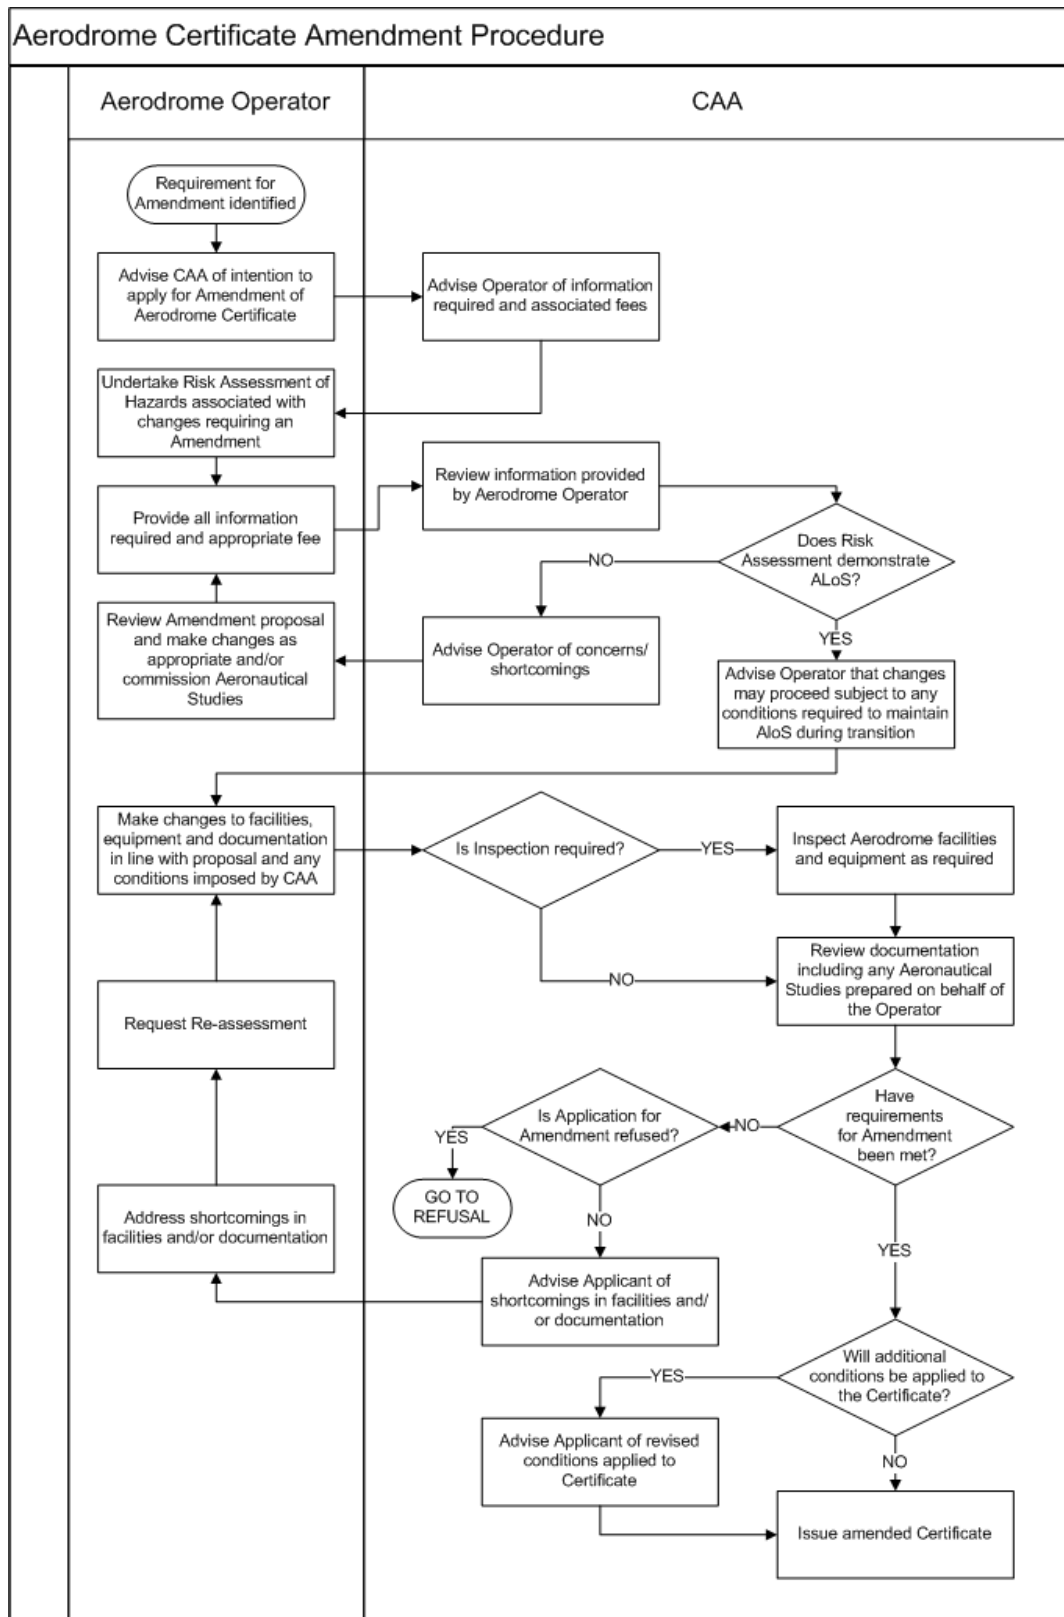 Aerodrome Certificate Amendment Procedure
Aerodrome Operator
CAA
Requirement for
Amendment identified
Advise CAA of intention to
apply for Amendment of
Aerodrome Certificate
Advise Operator of information
required and associated fees
Undertake Risk Assessment of
Hazards associated with
changes requiring an
Amendment
Review information provided
by Aerodrome Operator
Provide all information
required and appropriate fee
Does Risk
Assessment demonstrate
ALoS?
NO
YES
Review Amendment proposal
and make changes as
appropriate and/or
commission Aeronautical
Studies
Advise Operator of concerns/
shortcomings
Advise Operator that changes
may proceed subject to any
conditions required to maintain
AloS during transition
Make changes to facilities,
equipment and documentation
in line with proposal and any
conditions imposed by CAA
Is Inspection required?
YES
Inspect Aerodrome facilities
and equipment as required
NO
Review documentation
including any Aeronautical
Studies prepared on behalf of
the Operator
Request Re-assessment
Have
requirements
for Amendment
been met?
NO
Is Application for
Amendment refused?
YES
GO TO
REFUSAL
NO
YES
Address shortcomings in
facilities and/or documentation
Advise Applicant of
shortcomings in facilities and/
or documentation
Will additional
conditions be applied to
the Certificate?
YES
Advise Applicant of revised
conditions applied to
Certificate
NO
Issue amended Certificate